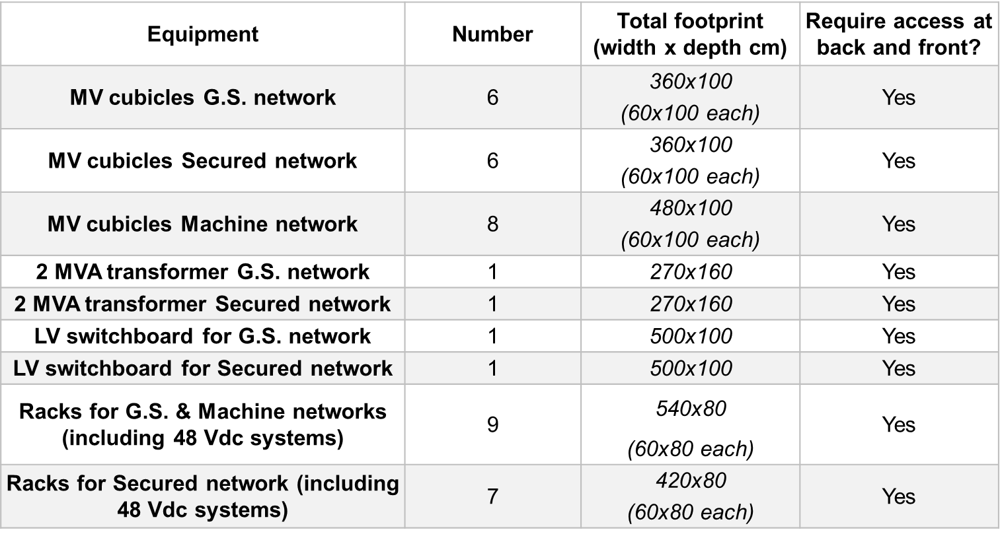 Equipment
Number
Total footprint
(width x depth cm)
Require access at
back and front?
MV cubicles G.S. network
6
360x100
(60x100 each)
Yes
MV cubicles Secured network
6
360x100
(60x100 each)
Yes
MV cubicles Machine network
8
480x100
(60x100 each)
Yes
2 MVA transformer G.S. network
1
270x160
Yes
2 MVA transformer Secured network
1
270x160
Yes
LV switchboard for G.S. network
1
500x100
Yes
LV switchboard for Secured network
1
500x100
Yes
Racks for G.S. & Machine networks
(including 48 Vdc systems)
9
540x80
(60x80 each)
Yes
Racks for Secured network (including
48 Vdc systems)
7
420x80
(60x80 each)
Yes